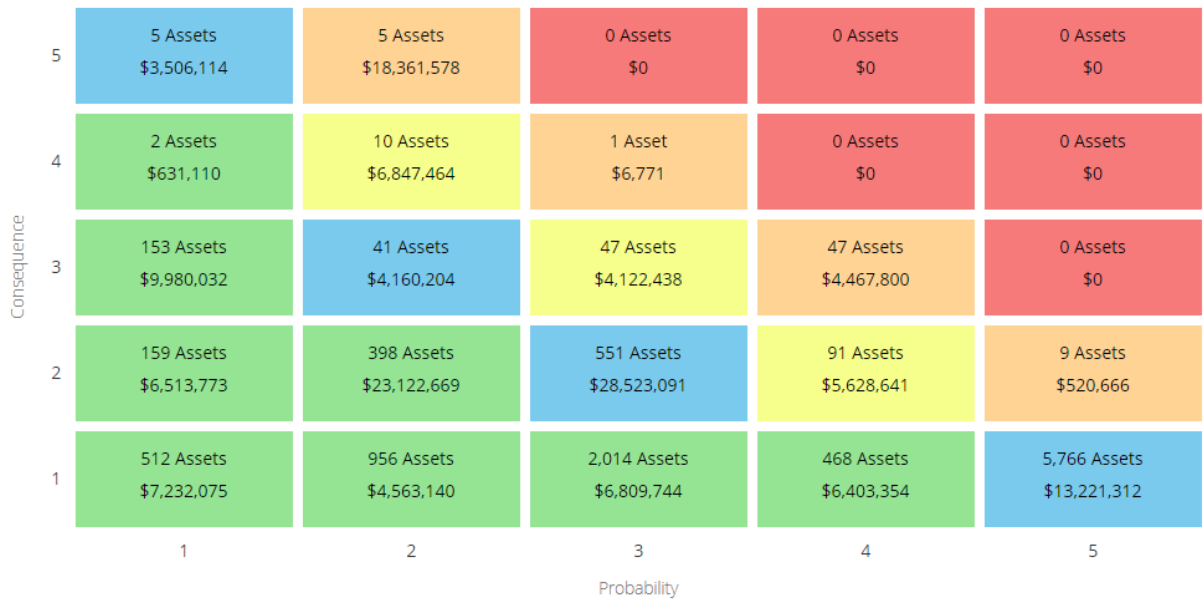 5 Assets
$3,506,114
5 Assets
$18,361,578
0 Assets
$0
0 Assets
$0
0 Assets
$0
5
2 Assets
$631,110
10 Assets
$6,847,464
1 Asset
$6,771
0 Assets
$0
0 Assets
$0
4
153 Assets
$9,980,032
41 Assets
$4,160,204
47 Assets
$4,122,438
47 Assets
$4,467,800
0 Assets
$0
3
159 Assets
$6,513,773
398 Assets
$23,122,669
551 Assets
$28,523,091
91 Assets
$5,628,641
9 Assets
$520,666
2
512 Assets
$7,232,075
956 Assets
$4,563,140
2,014 Assets
$6,809,744
468 Assets
$6,403,354
5,766 Assets
$13,221,312
1
Consequence
1
2
3
4
5
Probability